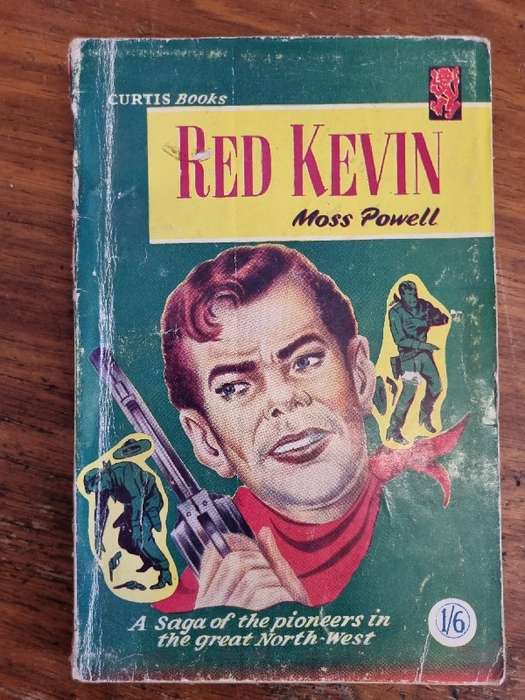 CURTIS BOOKS
RED KEVIN
Moss Powell
A Saga of the pioneers in
the great North-West
1/6